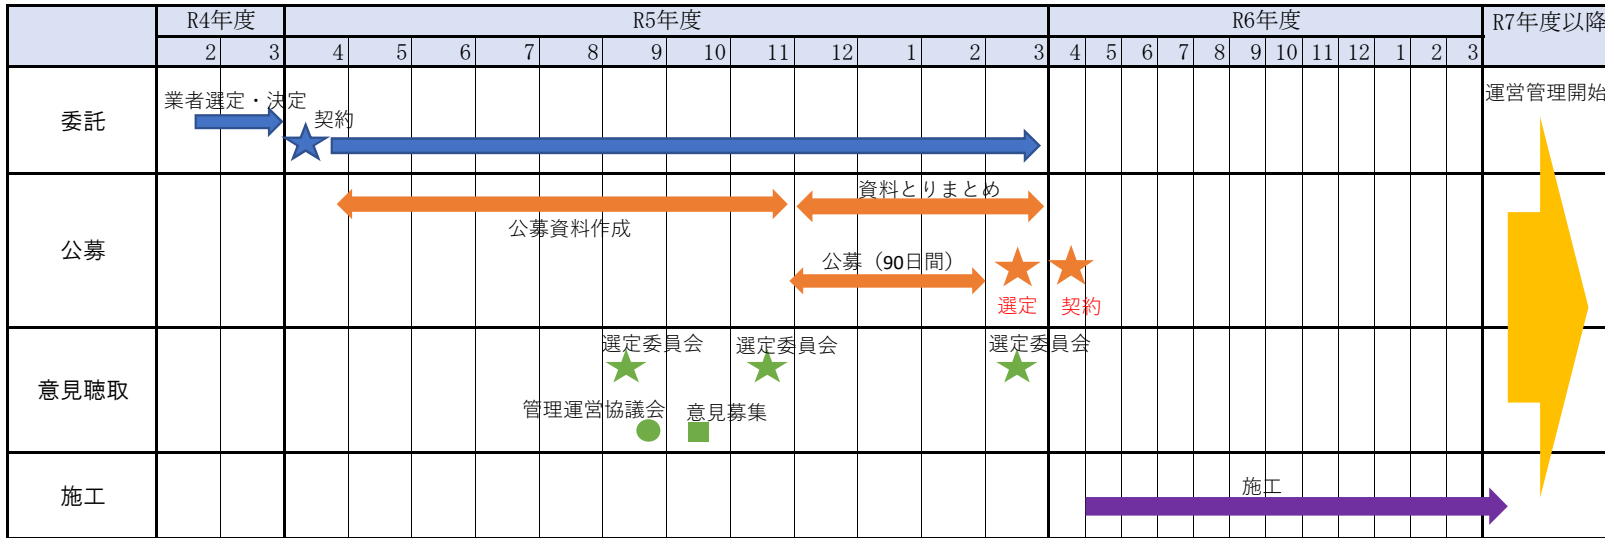 R4年度 R5年度 R6年度 R7年度以降
2 3 4 5 6 7 8 9 10 11 12 1 2 3 4 5 6 7 8 9 10 11 12 1 2 3
委託
業者選定・決定
契約
運営管理開始
公募
公募資料作成
資料とりまとめ
公募（90日間）
選定
契約
意見聴取
選定委員会
選定委員会
選定委員会
管理運営協議会
意見募集
施工
施工